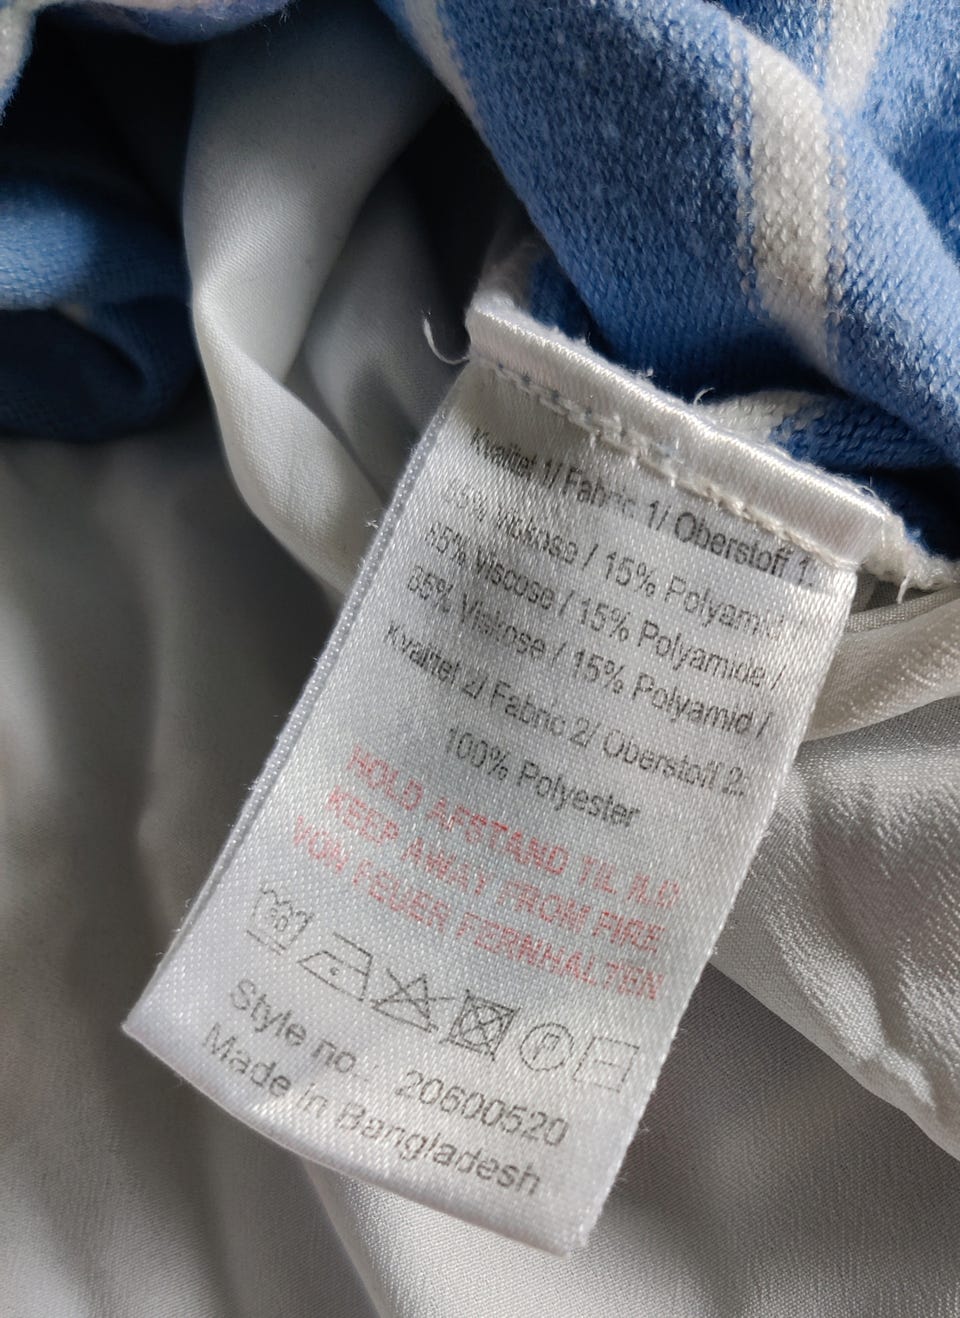 Kvalitet 1/ Fabric 1/ Oberstoff 1:
85% Viskose / 15% Polyamid /
85% Viscose / 15% Polyamide /
85% Viskose / 15% Polyamid /
Kvalitet 2/ Fabric 2/ Oberstoff 2:
100% Polyester
HOLD AFSTAND TIL ILD
KEEP AWAY FROM FIRE
VON FEUER FERNHALTEN
P
Style no.: 20600520
Made in Bangladesh